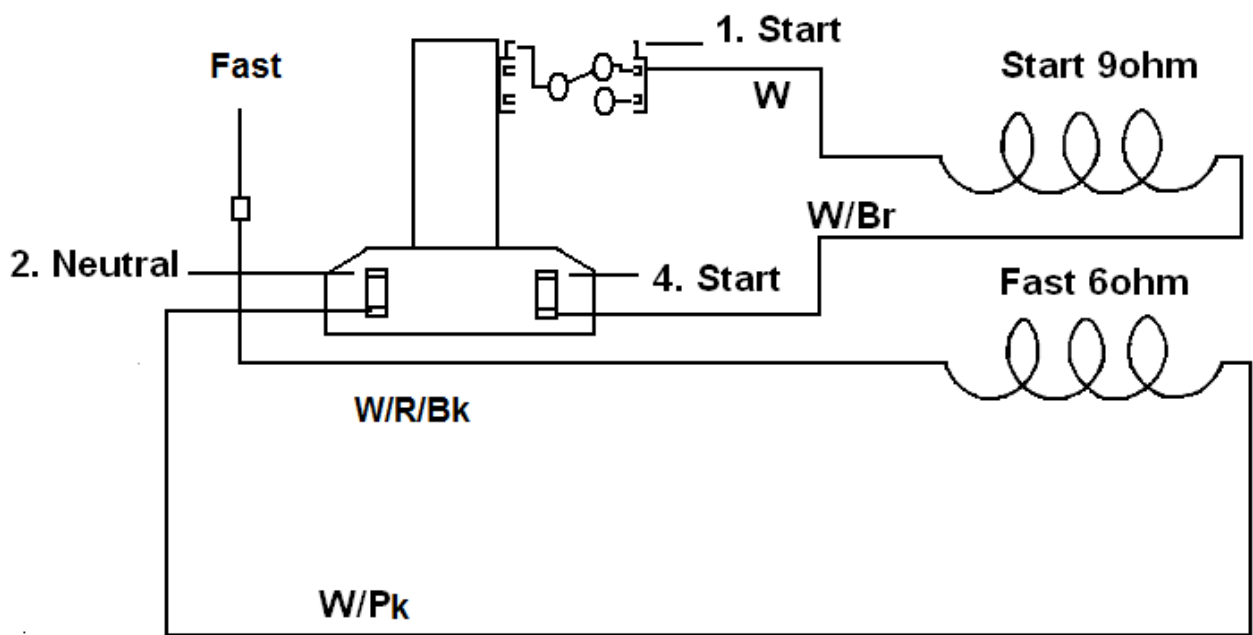 1. Start
Fast
Start 9ohm
W
W/Br
2. Neutral
4. Start
Fast 6ohm
W/R/Bk
W/Pk